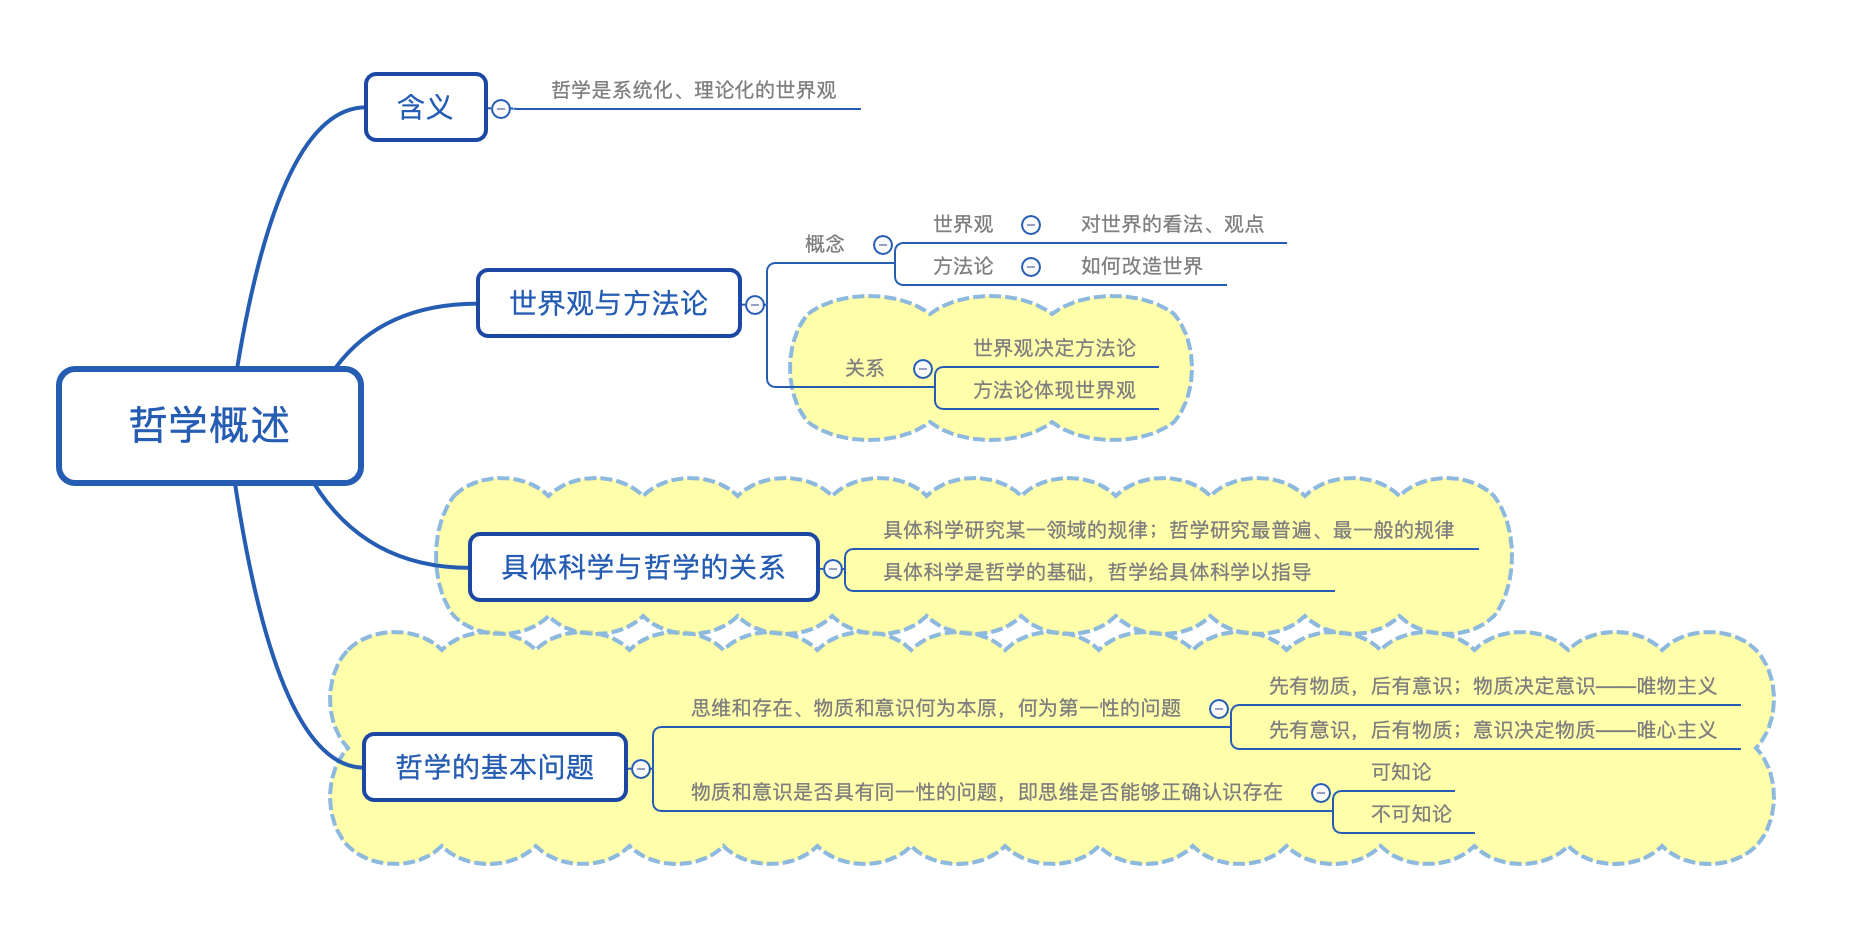 哲学概述
含义
哲学是系统化、理论化的世界观
世界观与方法论
概念
世界观
对世界的看法、观点
方法论
如何改造世界
关系
世界观决定方法论
方法论体现世界观
具体科学与哲学的关系
具体科学研究某一领域的规律；哲学研究最普遍、最一般的规律
具体科学是哲学的基础，哲学给具体科学以指导
哲学的基本问题
思维和存在、物质和意识何为本原，何为第一性的问题
先有物质，后有意识；物质决定意识——唯物主义
先有意识，后有物质；意识决定物质——唯心主义
物质和意识是否具有同一性的问题，即思维是否能够正确认识存在
可知论
不可知论